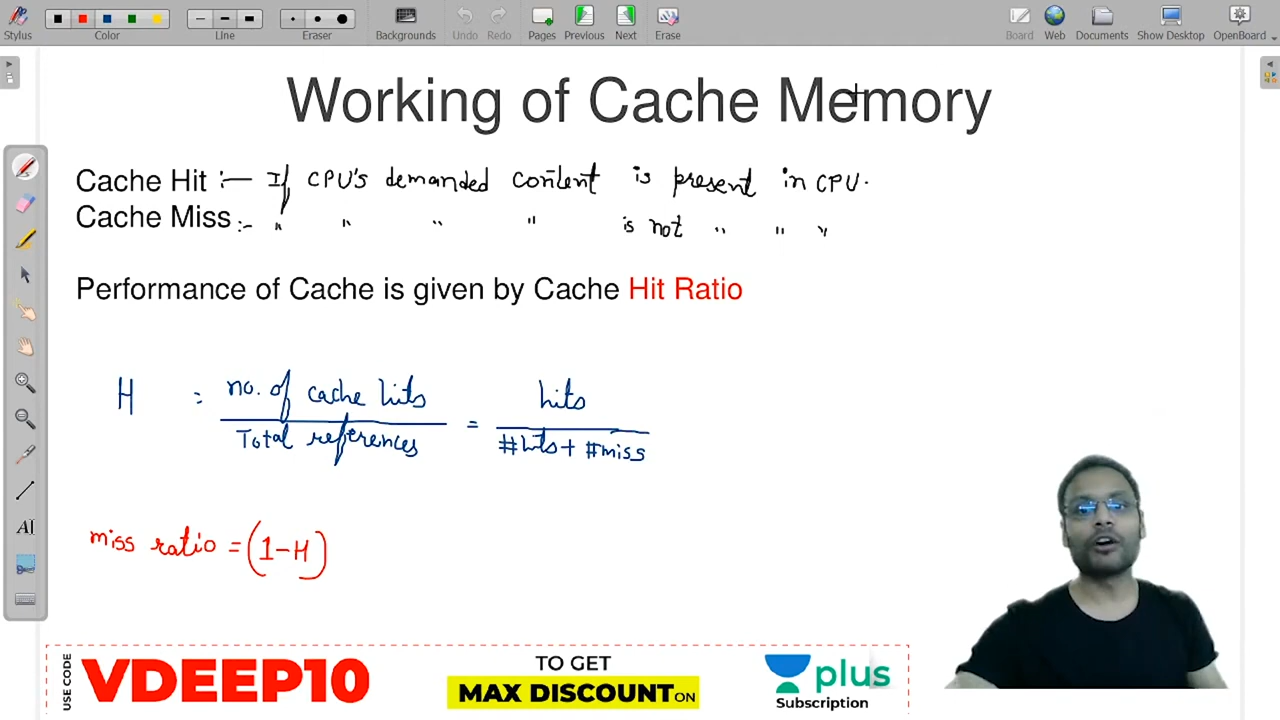 Stylus Color Line Eraser Backgrounds Undo Redo Pages Previous Next Erase Board Web Documents Show Desktop OpenBoard
Working of Cache Memory
Cache Hit :- If CPU's demanded content is present in CPU.
Cache Miss :- " " " " is not " " "
Performance of Cache is given by Cache Hit Ratio
H = no. of cache hits / Total references = hits / #hits + #miss
miss ratio = (1-H)
USE CODE
VDEEP10
TO GET
MAX DISCOUNT ON
plus
Subscription